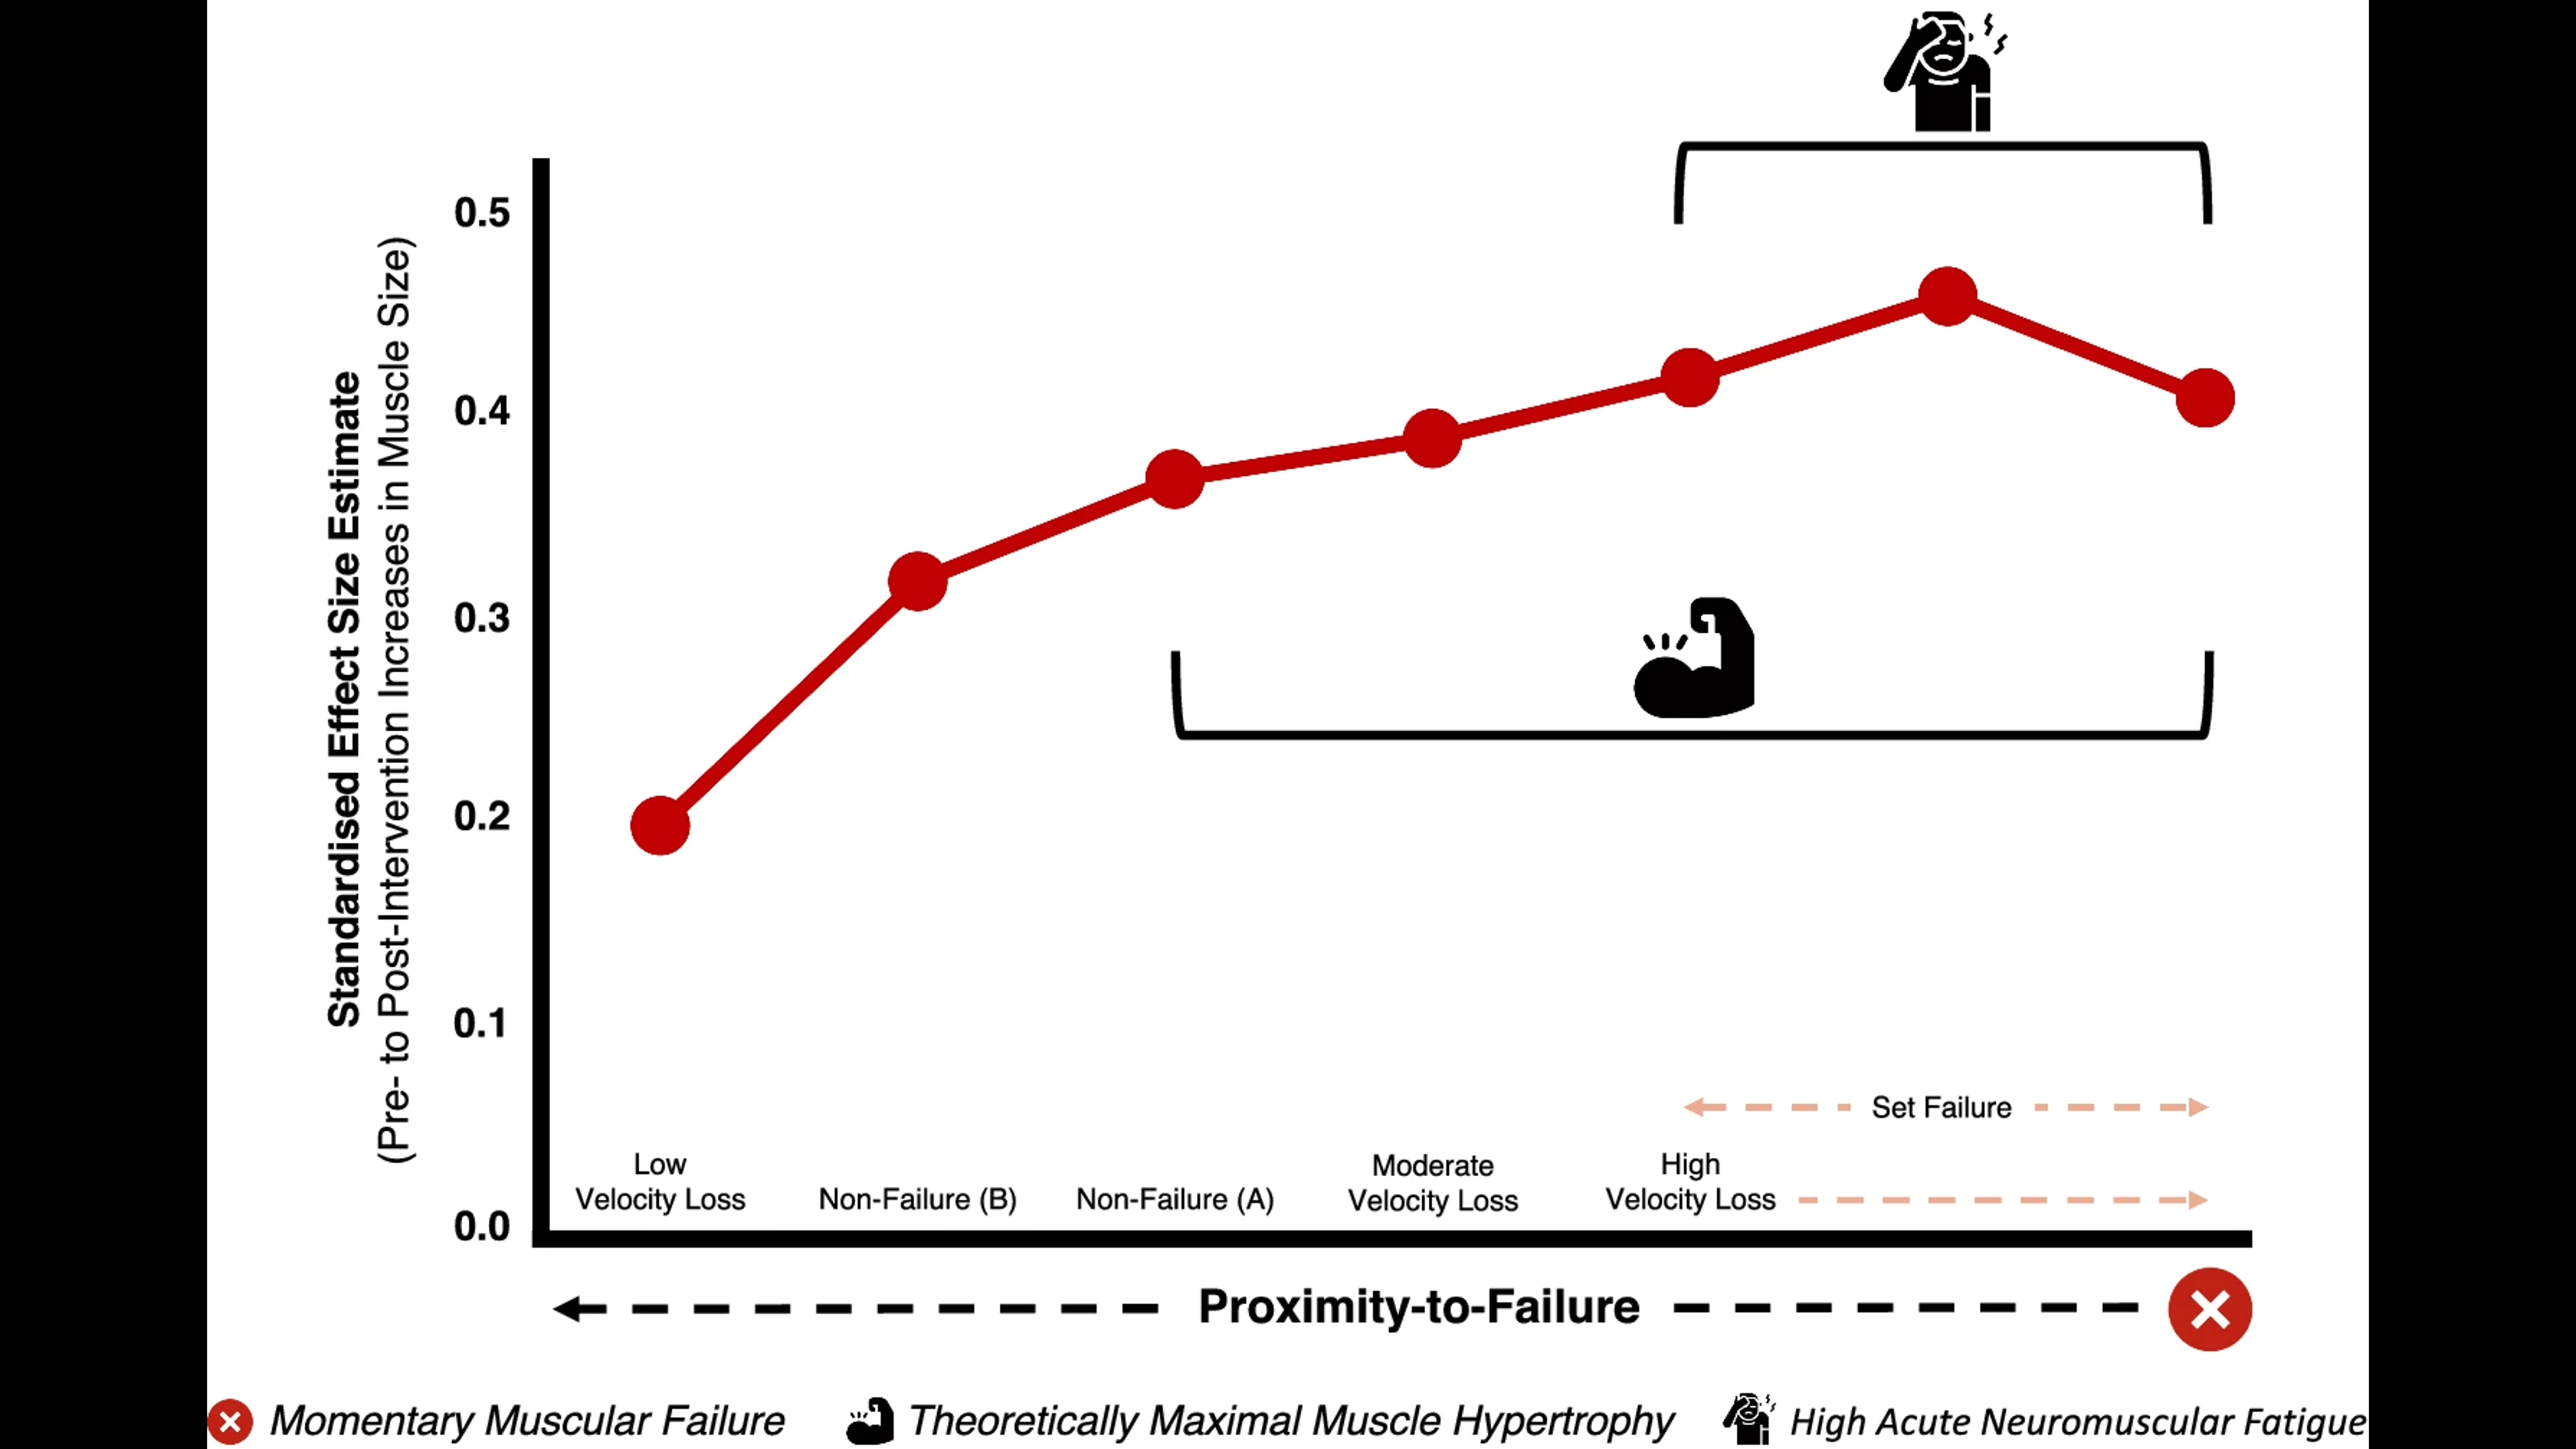 Standardised Effect Size Estimate
(Pre- to Post-Intervention Increases in Muscle Size)
0.5
0.4
0.3
0.2
0.1
0.0
Set Failure
Low
Velocity Loss
Non-Failure (B)
Non-Failure (A)
Moderate
Velocity Loss
High
Velocity Loss
Proximity-to-Failure
Momentary Muscular Failure
Theoretically Maximal Muscle Hypertrophy
High Acute Neuromuscular Fatigue